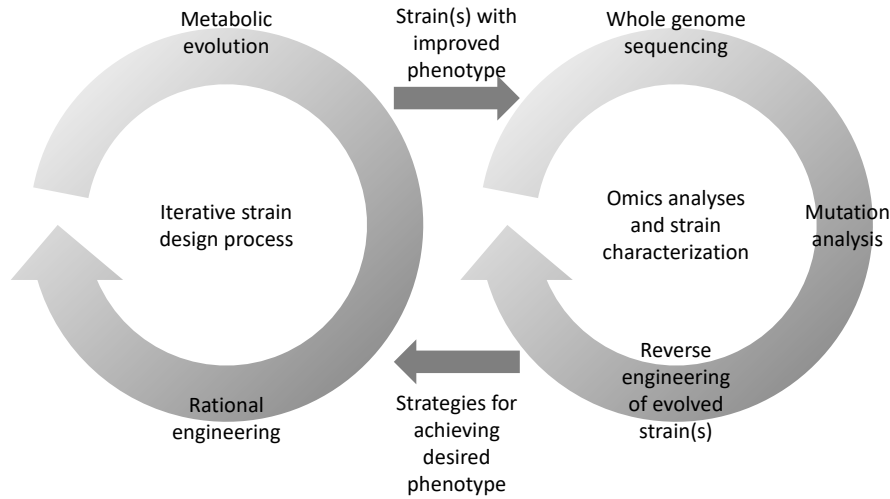 Metabolic
evolution
Strain(s) with
improved
phenotype
Whole genome
sequencing
Iterative strain
design process
Omics analyses
and strain
characterization
Mutation
analysis
Rational
engineering
Strategies for
achieving
desired
phenotype
Reverse
engineering
of evolved
strain(s)